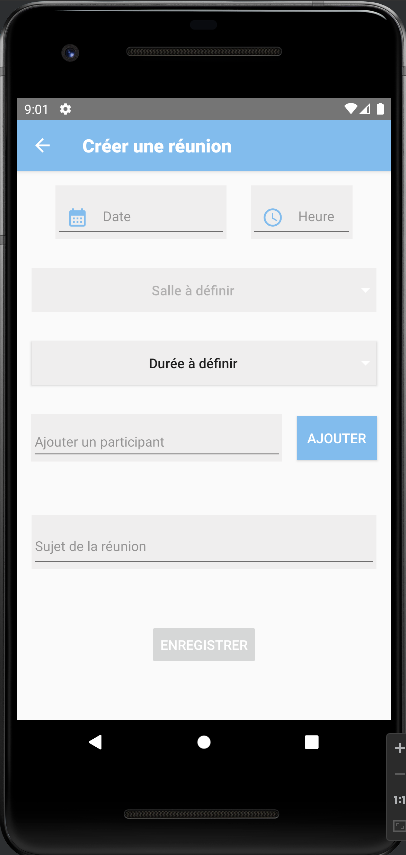 9:01
Créer une réunion
Date
Heure
Salle à définir
Durée à définir
Ajouter un participant
AJOUTER
Sujet de la réunion
ENREGISTRER
1:1